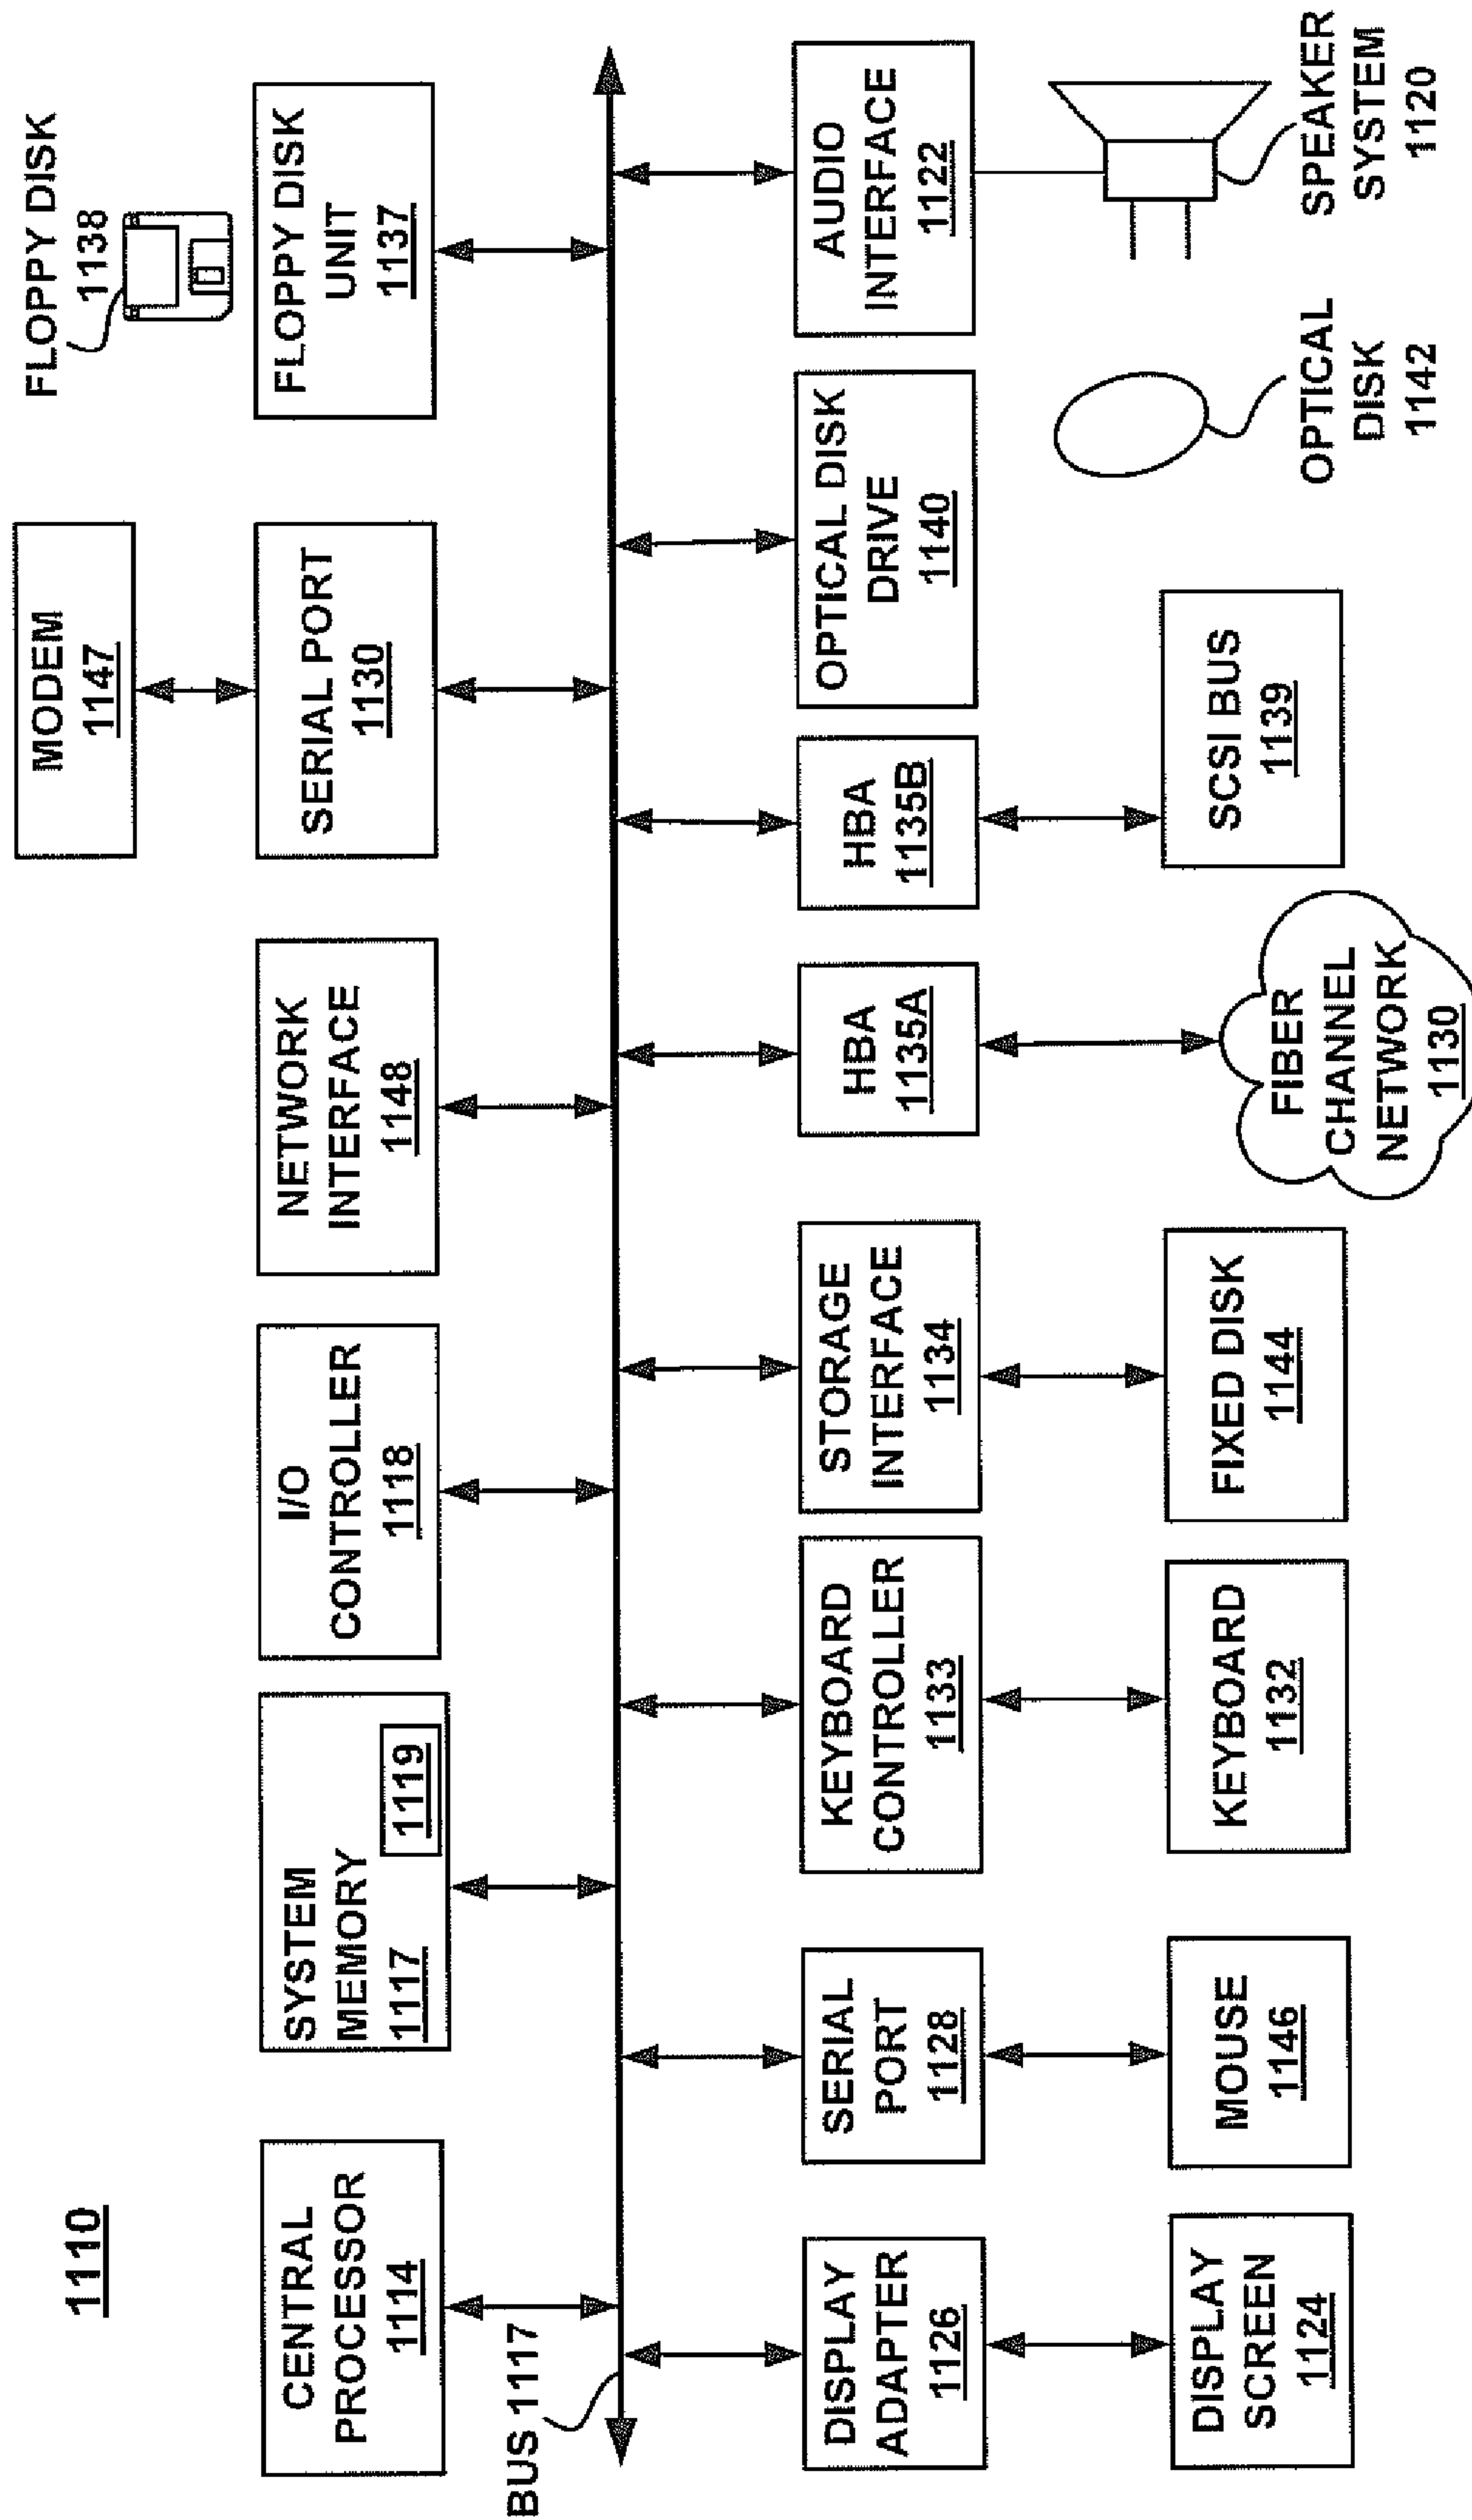 1110
FLOPPY DISK
1138
MODEM
1147
CENTRAL
PROCESSOR
1114
SYSTEM
MEMORY
1117
1119
I/O
CONTROLLER
1118
NETWORK
INTERFACE
1148
SERIAL PORT
1130
FLOPPY DISK
UNIT
1137
BUS 1117
DISPLAY
ADAPTER
1126
SERIAL
PORT
1128
KEYBOARD
CONTROLLER
1133
STORAGE
INTERFACE
1134
HBA
1135A
HBA
1135B
OPTICAL DISK
DRIVE
1140
AUDIO
INTERFACE
1122
DISPLAY
SCREEN
1124
MOUSE
1146
KEYBOARD
1132
FIXED DISK
1144
FIBER
CHANNEL
NETWORK
1130
SCSI BUS
1139
OPTICAL
DISK
1142
SPEAKER
SYSTEM
1120